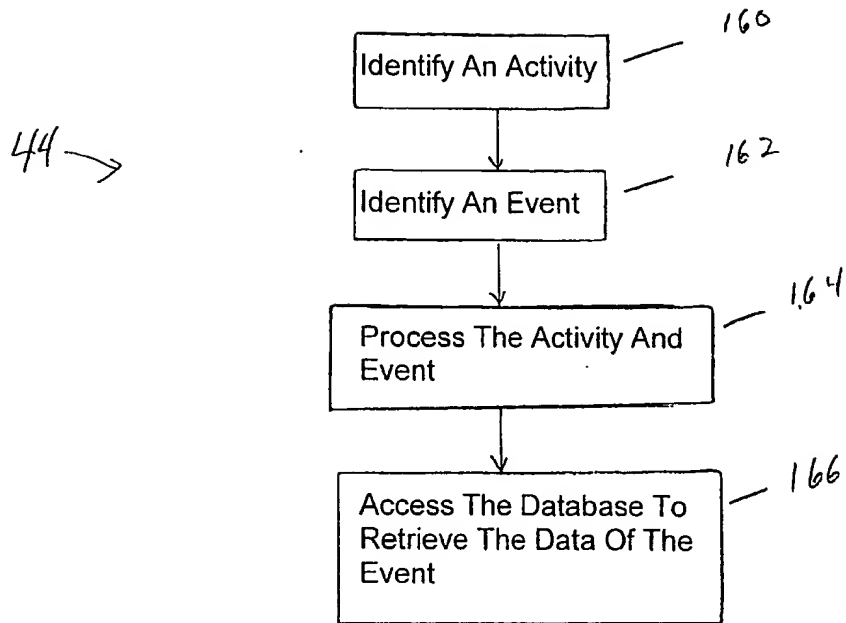 160
Identify An Activity
44
162
Identify An Event
164
Process The Activity And
Event
166
Access The Database To
Retrieve The Data Of The
Event